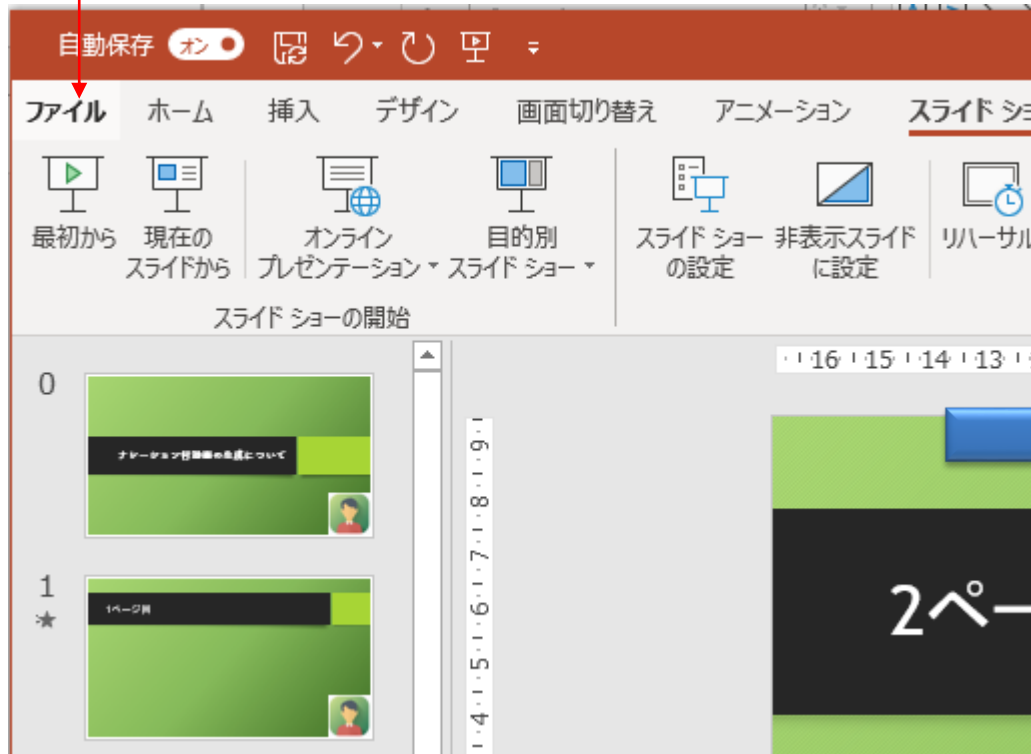 自動保存 オン
ファイル ホーム 挿入 デザイン 画面切り替え アニメーション スライド ショ
最初から 現在の スライドから オンライン プレゼンテーション 目的別 スライド ショー スライド ショー の設定 非表示スライド に設定 リハーサル
スライド ショーの開始
0
ナレーション付動画の生成について
1
1ページ目
16 15 14 13
9
8
7
6
5
4
2ペー